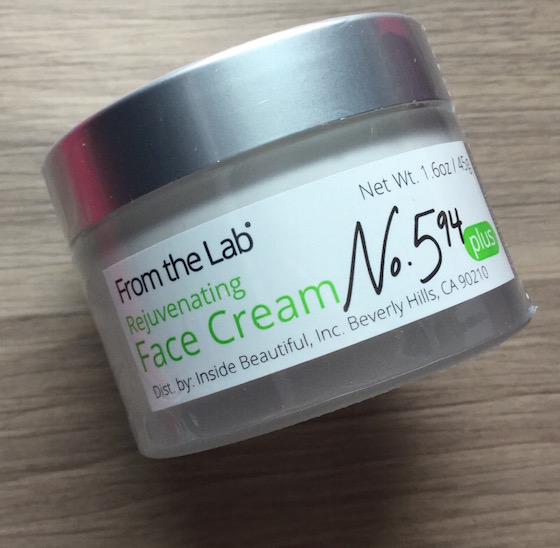 Net Wt. 1.6oz / 45g
From the Lab®
Rejuvenating
Face Cream No. 594 plus
Dist. by: Inside Beautiful, Inc. Beverly Hills, CA 90210